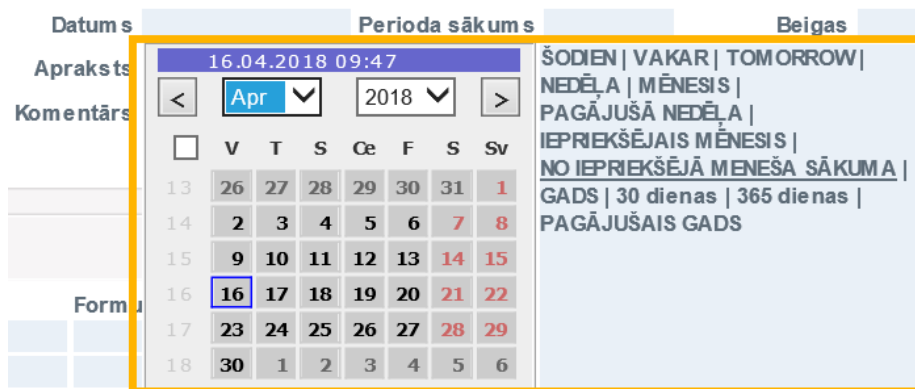 Datums Perioda sākums Beigas
Apraksts
Komentārs
Formu
16.04.2018 09:47
< Apr 2018 >
V T S Ce F S Sv
13 26 27 28 29 30 31 1
14 2 3 4 5 6 7 8
15 9 10 11 12 13 14 15
16 16 17 18 19 20 21 22
17 23 24 25 26 27 28 29
18 30 1 2 3 4 5 6
ŠODIEN | VAKAR | TOMORROW |
NEDĒĻA | MĒNESIS |
PAGĀJUŠĀ NEDĒĻA |
IEPRIEKŠĒJAIS MĒNESIS |
NO IEPRIEKŠĒJĀ MENEŠA SĀKUMA |
GADS | 30 dienas | 365 dienas |
PAGĀJUŠAIS GADS